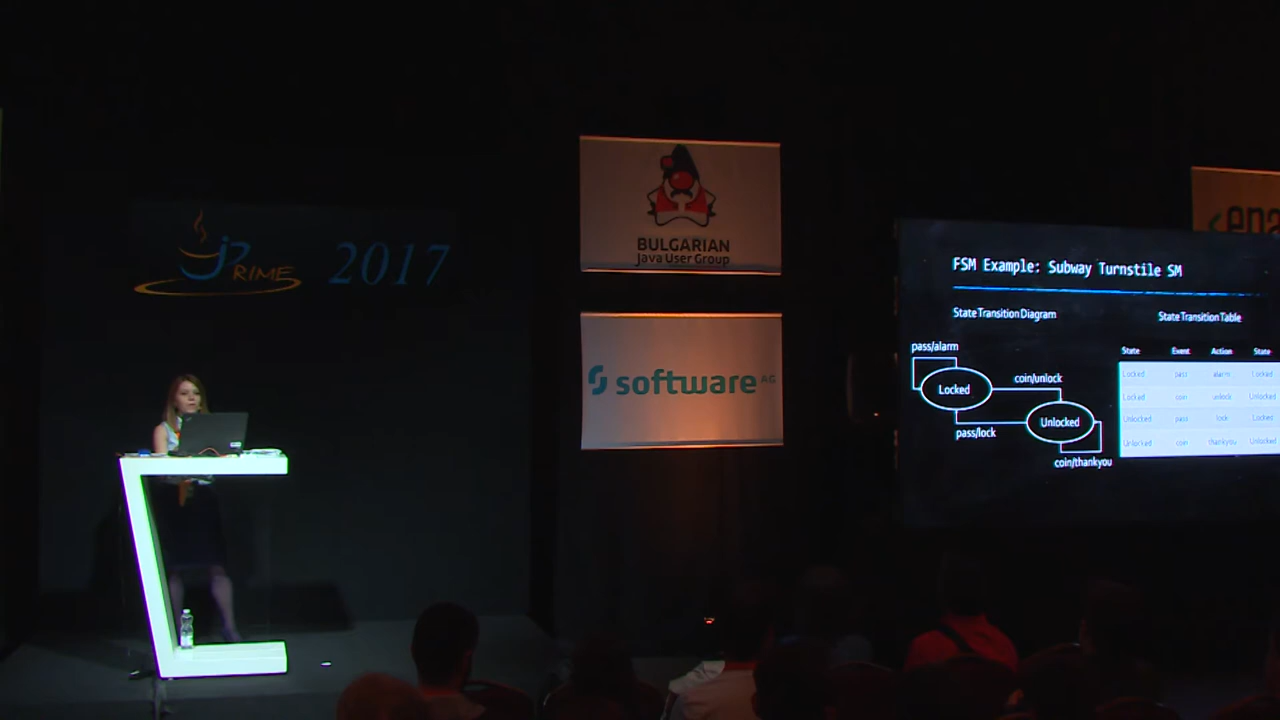 jPRIME 2017
BULGARIAN
Java User Group
software AG
<epa
FSM Example: Subway Turnstile SM
State Transition Diagram
State Transition Table
pass/alarm
Locked
coin/unlock
Unlocked
pass/lock
coin/thankyou
State Event Action State
Locked pass alarm Locked
Locked coin unlock Unlocked
Unlocked pass lock Locked
Unlocked coin thankyou Unlocked